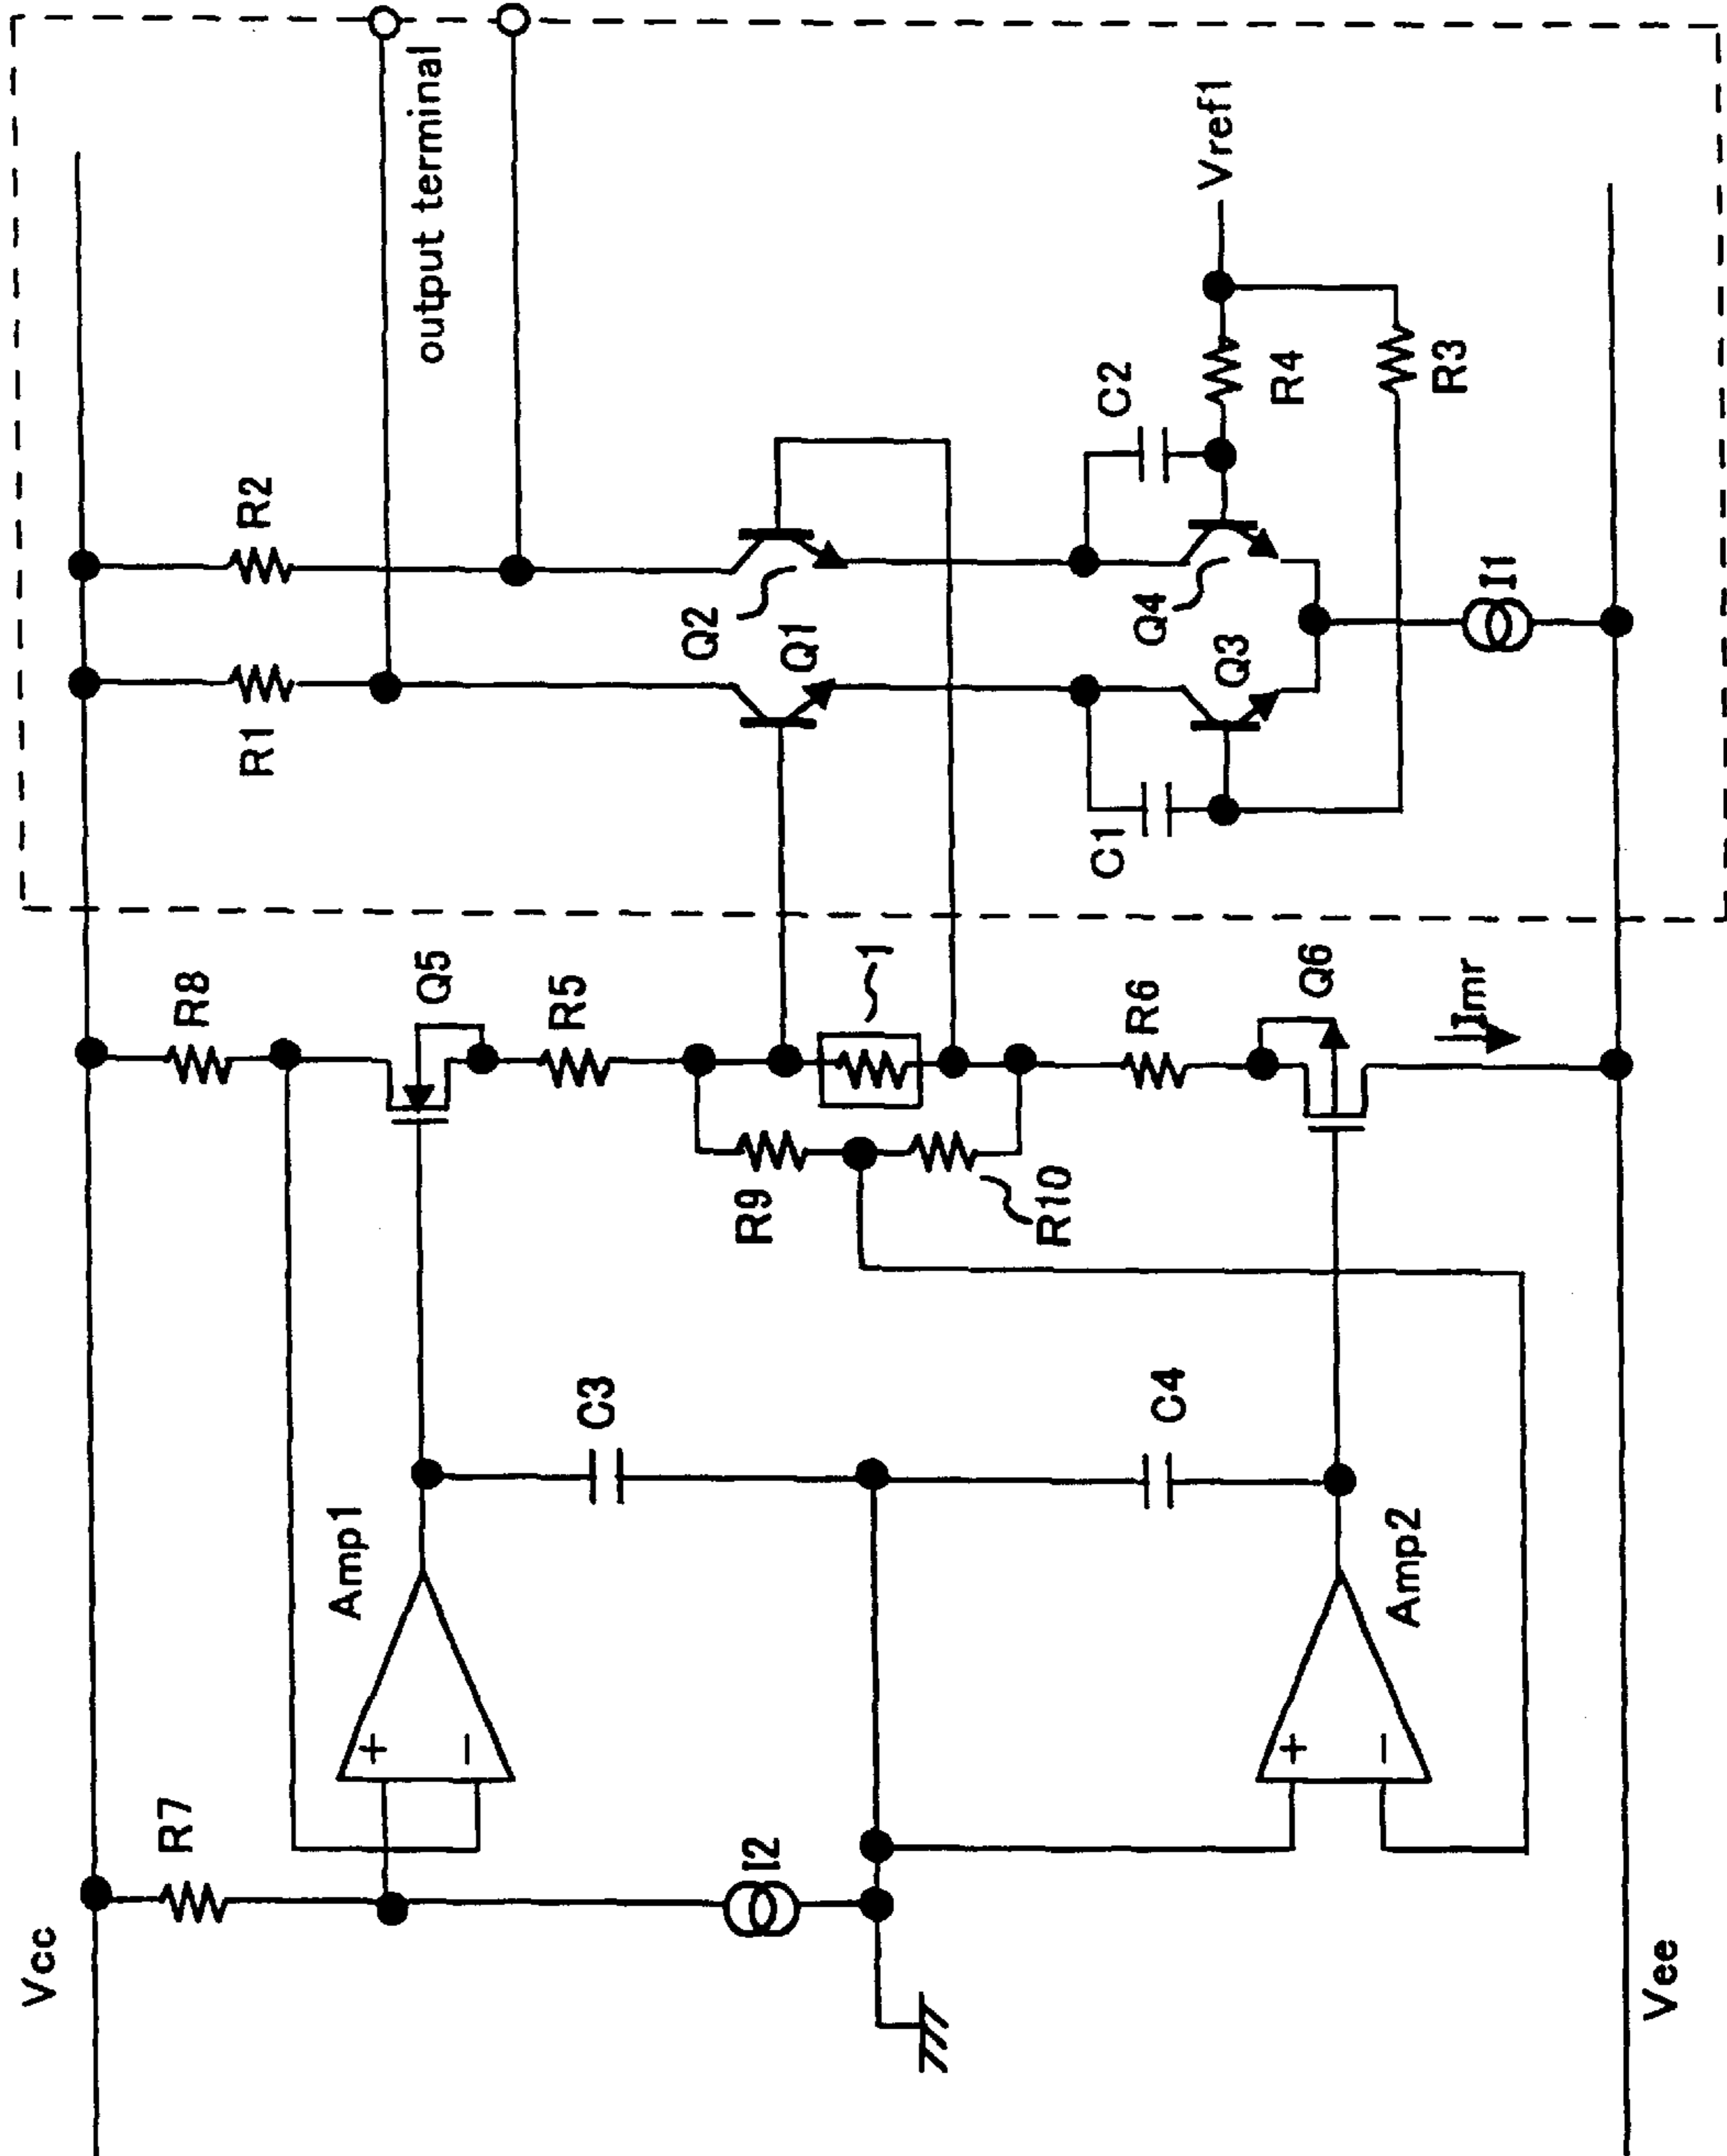 Vcc
R7
I2
Vee
Amp1
+
−
C3
C4
Amp2
+
−
R8
Q5
R5
R9
R10
1
R6
Q6
Imr
R1
R2
output terminal
Q2
Q1
C1
C2
Q4
Q3
R4
R3
Vref1
I1